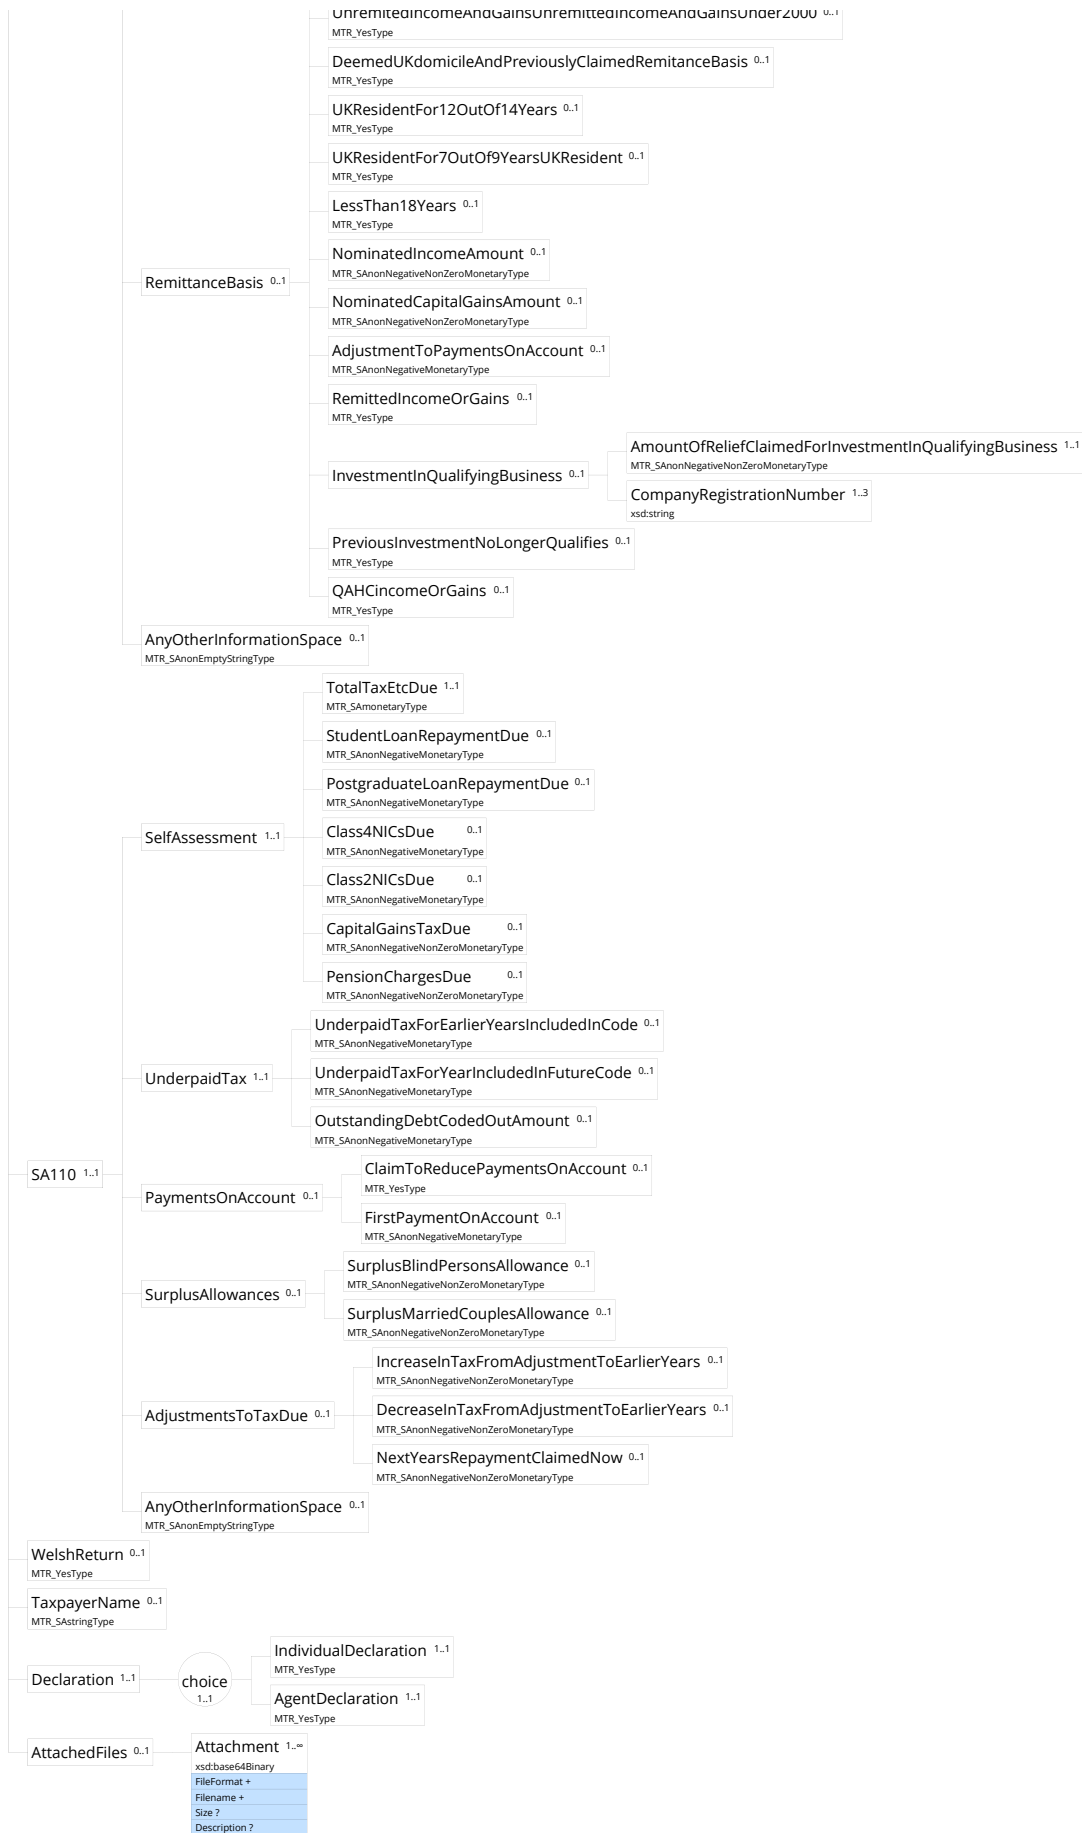 UnremitedIncomeAndGainsUnremittedIncomeAndGainsUnder2000 0..1
MTR_YesType
DeemedUKdomicileAndPreviouslyClaimedRemitanceBasis 0..1
MTR_YesType
UKResidentFor12OutOf14Years 0..1
MTR_YesType
UKResidentFor7OutOf9YearsUKResident 0..1
MTR_YesType
LessThan18Years 0..1
MTR_YesType
NominatedIncomeAmount 0..1
MTR_SAnonNegativeNonZeroMonetaryType
RemittanceBasis 0..1
NominatedCapitalGainsAmount 0..1
MTR_SAnonNegativeNonZeroMonetaryType
AdjustmentToPaymentsOnAccount 0..1
MTR_SAnonNegativeMonetaryType
RemittedIncomeOrGains 0..1
MTR_YesType
InvestmentInQualifyingBusiness 0..1
AmountOfReliefClaimedForInvestmentInQualifyingBusiness 1..1
MTR_SAnonNegativeNonZeroMonetaryType
CompanyRegistrationNumber 1..3
xsd:string
PreviousInvestmentNoLongerQualifies 0..1
MTR_YesType
QAHCincomeOrGains 0..1
MTR_YesType
AnyOtherInformationSpace 0..1
MTR_SAnonEmptyStringType
TotalTaxEtcDue 1..1
MTR_SAmonetaryType
StudentLoanRepaymentDue 0..1
MTR_SAnonNegativeMonetaryType
PostgraduateLoanRepaymentDue 0..1
MTR_SAnonNegativeMonetaryType
SelfAssessment 1..1
Class4NICsDue 0..1
MTR_SAnonNegativeMonetaryType
Class2NICsDue 0..1
MTR_SAnonNegativeMonetaryType
CapitalGainsTaxDue 0..1
MTR_SAnonNegativeNonZeroMonetaryType
PensionChargesDue 0..1
MTR_SAnonNegativeNonZeroMonetaryType
UnderpaidTaxForEarlierYearsIncludedInCode 0..1
MTR_SAnonNegativeMonetaryType
UnderpaidTax 1..1
UnderpaidTaxForYearIncludedInFutureCode 0..1
MTR_SAnonNegativeMonetaryType
OutstandingDebtCodedOutAmount 0..1
MTR_SAnonNegativeMonetaryType
SA110 1..1
PaymentsOnAccount 0..1
ClaimToReducePaymentsOnAccount 0..1
MTR_YesType
FirstPaymentOnAccount 0..1
MTR_SAnonNegativeMonetaryType
SurplusAllowances 0..1
SurplusBlindPersonsAllowance 0..1
MTR_SAnonNegativeNonZeroMonetaryType
SurplusMarriedCouplesAllowance 0..1
MTR_SAnonNegativeNonZeroMonetaryType
AdjustmentsToTaxDue 0..1
IncreaseInTaxFromAdjustmentToEarlierYears 0..1
MTR_SAnonNegativeNonZeroMonetaryType
DecreaseInTaxFromAdjustmentToEarlierYears 0..1
MTR_SAnonNegativeNonZeroMonetaryType
NextYearsRepaymentClaimedNow 0..1
MTR_SAnonNegativeNonZeroMonetaryType
AnyOtherInformationSpace 0..1
MTR_SAnonEmptyStringType
WelshReturn 0..1
MTR_YesType
TaxpayerName 0..1
MTR_SAstringType
Declaration 1..1
choice
1..1
IndividualDeclaration 1..1
MTR_YesType
AgentDeclaration 1..1
MTR_YesType
AttachedFiles 0..1
Attachment 1..∞
xsd:base64Binary
FileFormat +
Filename +
Size ?
Description ?